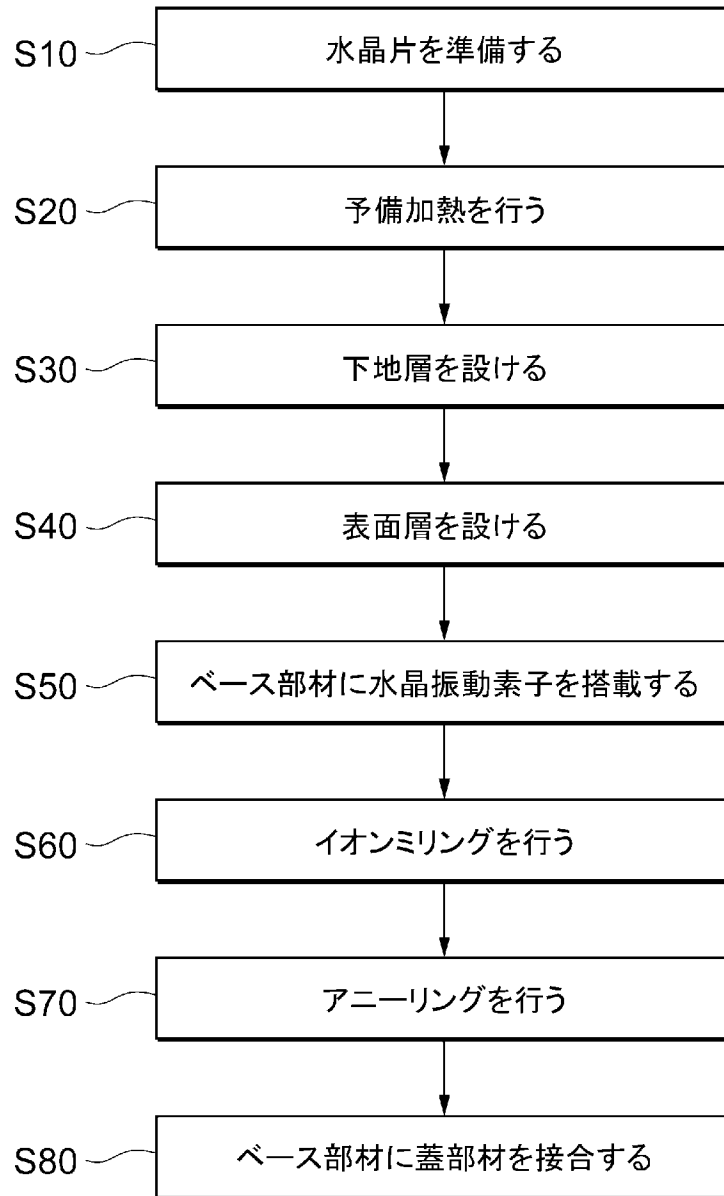 S10 水晶片を準備する
S20 予備加熱を行う
S30 下地層を設ける
S40 表面層を設ける
S50 ベース部材に水晶振動素子を搭載する
S60 イオンミリングを行う
S70 アニーリングを行う
S80 ベース部材に蓋部材を接合する